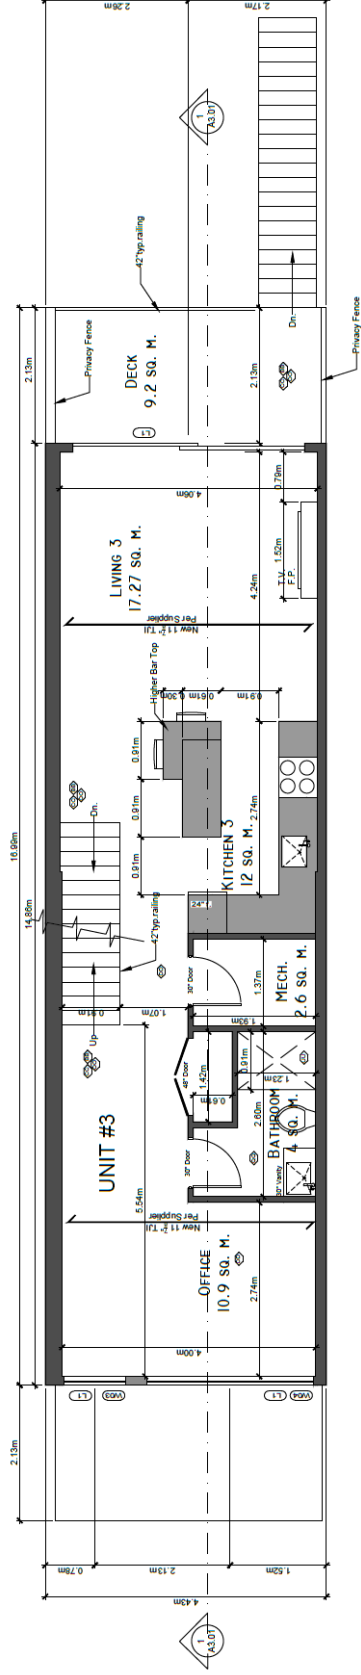 2.26m
2.17m
1
A3.01
42"typ.railing
Dn.
Privacy Fence
Privacy Fence
2.13m
DECK
9.2 SQ. M.
2.13m
L1
4.06m
0.79m
LIVING 3
17.27 SQ. M.
1.52m
T.V.
F.P.
4.24m
New 11 7/8" TJI
Per Supplier
16.99m
14.86m
Higher Bar Top
0.30m
0.61m
0.91m
0.91m
0.91m
0.91m
2.74m
KITCHEN 3
12 SQ. M.
24"
Dn.
42"typ.railing
Up
0.91m
1.07m
30" Door
1.37m
MECH.
2.6 SQ. M.
1.93m
48" Door
1.42m
0.61m
0.91m
1.23m
2.60m
BATHROOM
4 SQ. M.
30" Door
30" Vanity
UNIT #3
5.54m
New 11 7/8" TJI
Per Supplier
OFFICE
10.9 SQ. M.
2.74m
4.00m
L1
W03
L1
W04
2.13m
0.78m
2.13m
1.52m
4.43m
1
A3.01